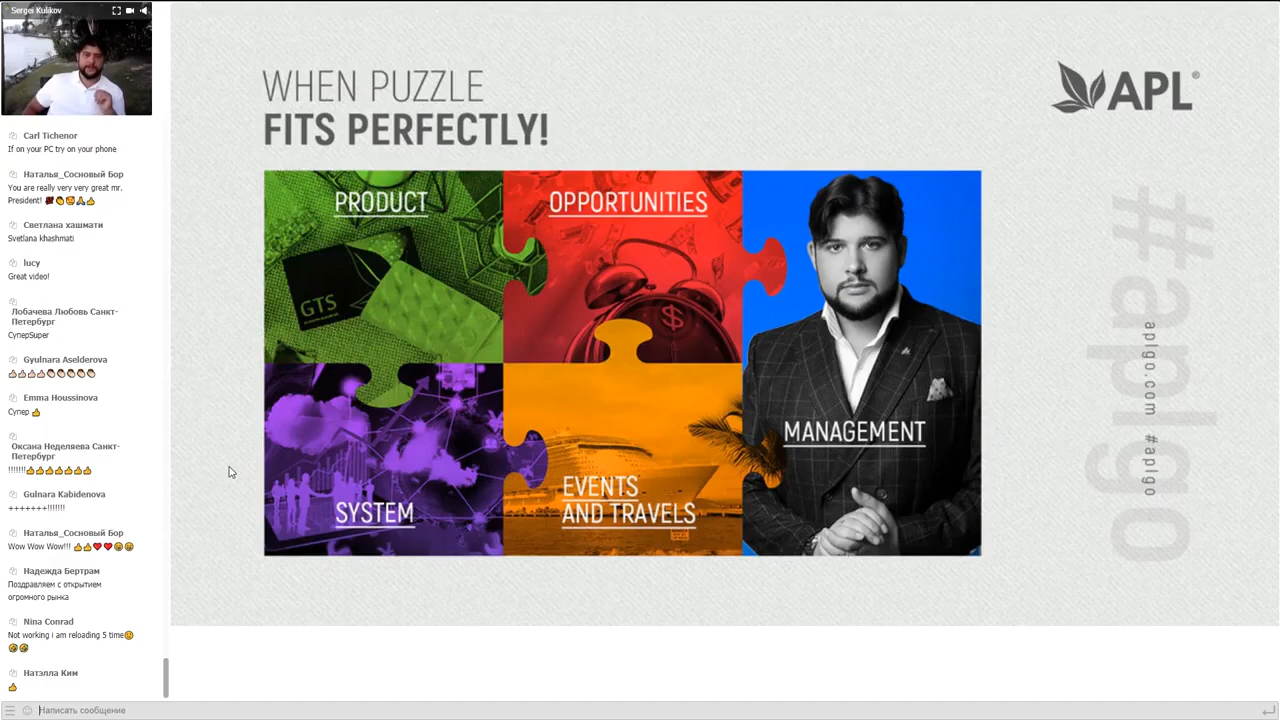 Sergei Kulikov
Carl Tichenor
If on your PC try on your phone
Наталья_Сосновый Бор
You are really very very great mr.
President!
Светлана хашмати
Svetlana khashmati
lucy
Great video!
Лобачева Любовь Санкт-
Петербург
СуперSuper
Gyulnara Aselderova
Emma Houssinova
Супер
Оксана Неделяева Санкт-
Петербург
!!!!!!!
Gulnara Kabidenova
+++++++!!!!!!!
Наталья_Сосновый Бор
Wow Wow Wow!!!
Надежда Бертрам
Поздравляем с открытием
огромного рынка
Nina Conrad
Not working i am reloading 5 time
Натэлла Ким
Написать сообщение
WHEN PUZZLE
FITS PERFECTLY!
APL®
PRODUCT
OPPORTUNITIES
GTS
$
MANAGEMENT
SYSTEM
EVENTS
AND TRAVELS
#aplgo
aplgo.com #aplgo